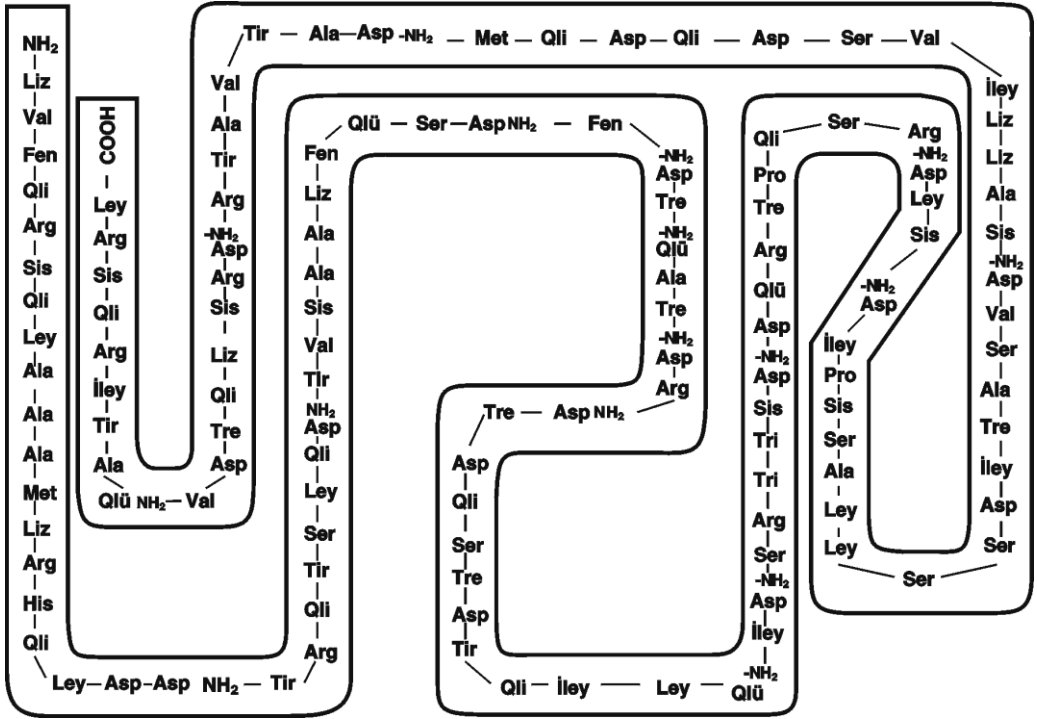 NH₂
Liz
Val
Fen
Qli
Arg
Sis
Qli
Ley
Ala
Ala
Ala
Met
Liz
Arg
His
Qli
Ley—Asp—Asp NH₂ — Tir
Arg
Qli
Tir
Ser
Ley
Qli
Asp
NH₂
Tir
Val
Sis
Ala
Ala
Liz
Fen
Qlü — Ser —Asp NH₂ — Fen
-NH₂
Asp
Tre
-NH₂
Qlü
Ala
Tre
-NH₂
Asp
Arg
Tre — Asp NH₂
Asp
Qli
Ser
Tre
Asp
Tir
Qli — İley — Ley — Qlü
-NH₂
İley
Asp
-NH₂
Ser
Arg
Tri
Tri
Sis
Asp
-NH₂
Asp
Qlü
Arg
Tre
Pro
Qli
Ser
Arg
-NH₂
Asp
Ley
Sis
-NH₂
Asp
İley
Pro
Sis
Ser
Ala
Ley
Ley
Ser
Ser
Asp
İley
Tre
Ala
Ser
Val
Asp
-NH₂
Sis
Ala
Liz
Liz
İley
Tir — Ala—Asp -NH₂ — Met — Qli — Asp — Qli — Asp — Ser — Val
Val
Ala
Tir
Arg
-NH₂
Asp
Arg
Sis
Liz
Qli
Tre
Asp
Qlü NH₂— Val
Ala
Tir
İley
Arg
Qli
Sis
Arg
Ley
COOH